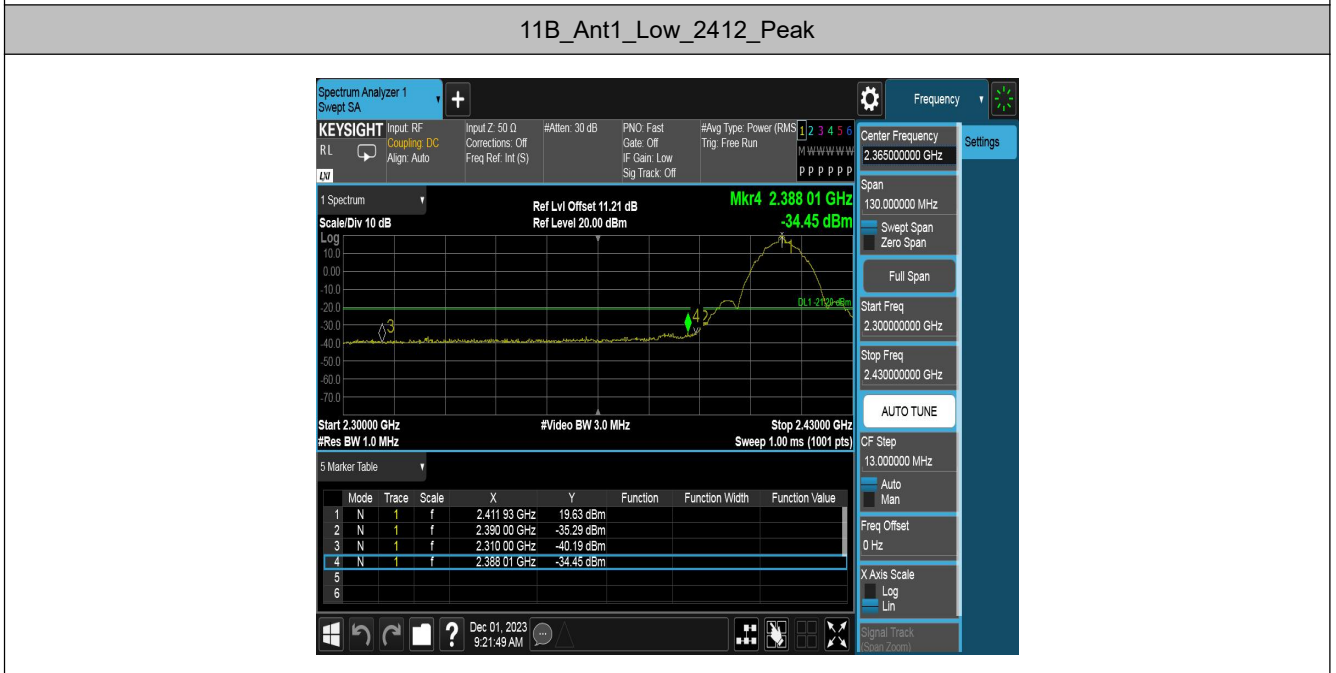 11B_Ant1_Low_2412_Peak
Spectrum Analyzer 1
Swept SA
+
Frequency
KEYSIGHT Input: RF Input Z: 50 Ω #Atten: 30 dB PNO: Fast #Avg Type: Power (RMS 1 2 3 4 5 6
RL Coupling: DC Corrections: Off Gate: Off Trig: Free Run M W W W W W
Align: Auto Freq Ref: Int (S) IF Gain: Low
LXI Sig Track: Off P P P P P P
Center Frequency
2.365000000 GHz
Settings
Span
130.000000 MHz
Swept Span
Zero Span
Full Span
Start Freq
2.300000000 GHz
Stop Freq
2.430000000 GHz
AUTO TUNE
CF Step
13.000000 MHz
Auto
Man
Freq Offset
0 Hz
X Axis Scale
Log
Lin
Signal Track
(Span Zoom)
1 Spectrum Ref Lvl Offset 11.21 dB Mkr4 2.388 01 GHz
Scale/Div 10 dB Ref Level 20.00 dBm -34.45 dBm
Log
10.0
0.00
-10.0
-20.0
DL1 -21.20 dBm
-30.0
3
4 2
-40.0
-50.0
-60.0
-70.0
Start 2.30000 GHz #Video BW 3.0 MHz Stop 2.43000 GHz
#Res BW 1.0 MHz Sweep 1.00 ms (1001 pts)
5 Marker Table
Mode Trace Scale X Y Function Function Width Function Value
1 N 1 f 2.411 93 GHz 19.63 dBm
2 N 1 f 2.390 00 GHz -35.29 dBm
3 N 1 f 2.310 00 GHz -40.19 dBm
4 N 1 f 2.388 01 GHz -34.45 dBm
5
6
? Dec 01, 2023
9:21:49 AM